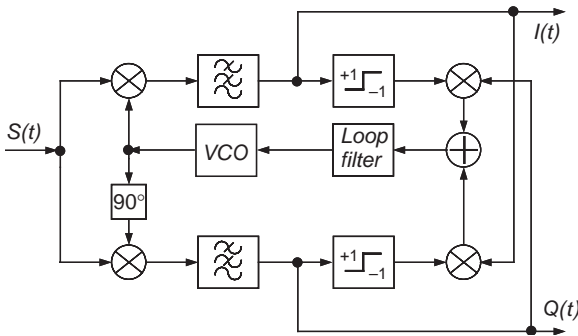 I(t)
+1
–1
S(t)
VCO
Loop
filter
90°
+1
–1
Q(t)